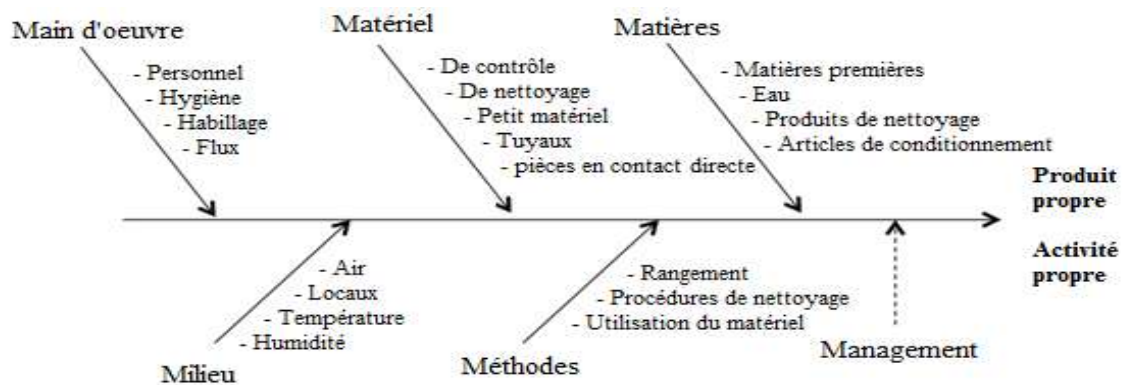 Main d'oeuvre
- Personnel
- Hygiène
- Habillage
- Flux
Matériel
- De contrôle
- De nettoyage
- Petit matériel
- Tuyaux
- pièces en contact directe
Matières
- Matières premières
- Eau
- Produits de nettoyage
- Articles de conditionnement
Produit
propre
Activité
propre
- Air
- Locaux
- Température
- Humidité
Milieu
- Rangement
- Procédures de nettoyage
- Utilisation du matériel
Méthodes
Management